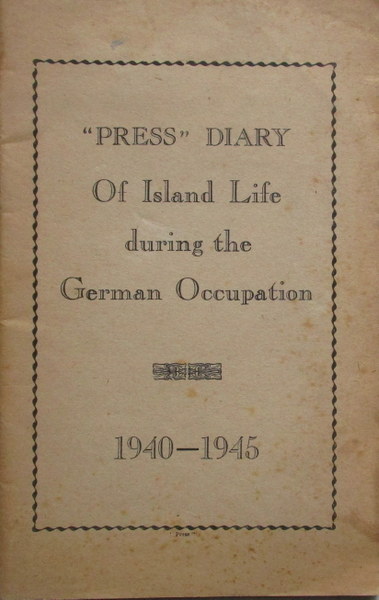 "PRESS" DIARY
Of Island Life
during the
German Occupation
1940—1945